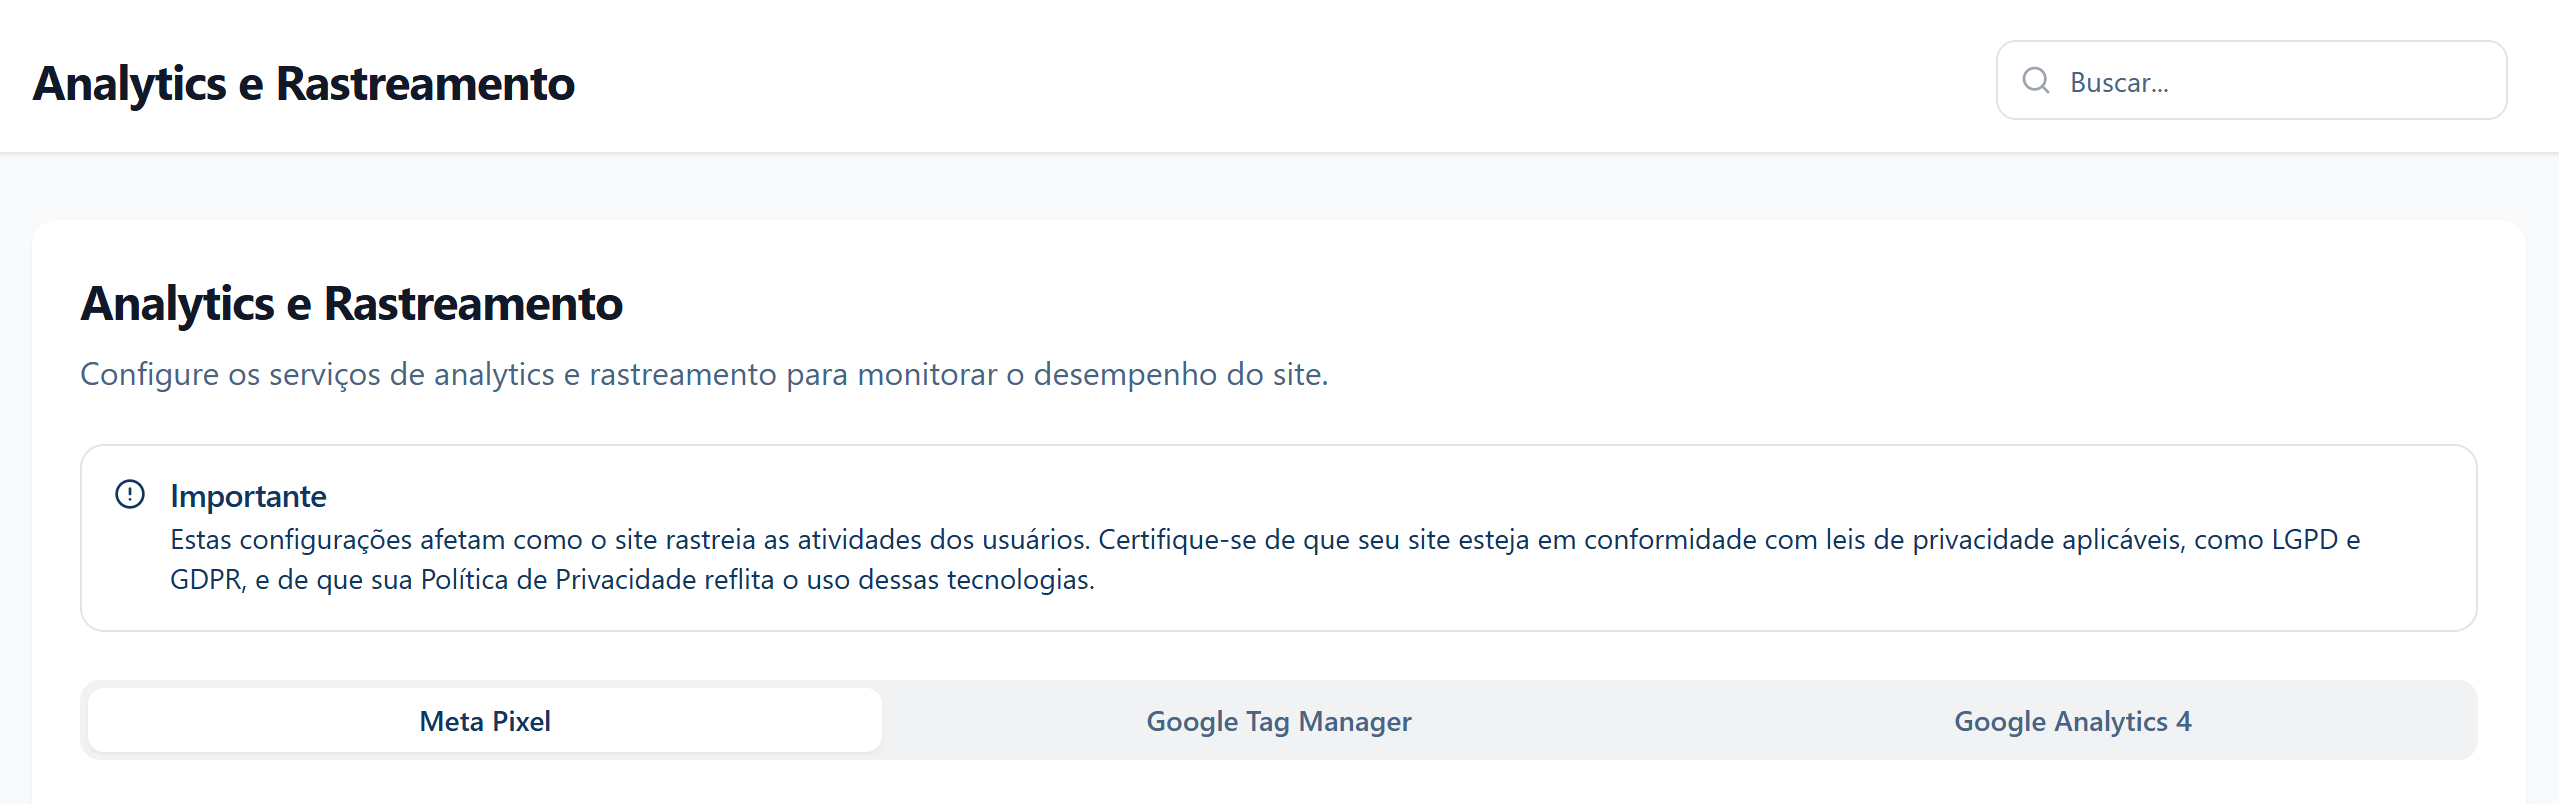 Analytics e Rastreamento
Buscar...
Analytics e Rastreamento
Configure os serviços de analytics e rastreamento para monitorar o desempenho do site.
Importante
Estas configurações afetam como o site rastreia as atividades dos usuários. Certifique-se de que seu site esteja em conformidade com leis de privacidade aplicáveis, como LGPD e
GDPR, e de que sua Política de Privacidade reflita o uso dessas tecnologias.
Meta Pixel
Google Tag Manager
Google Analytics 4